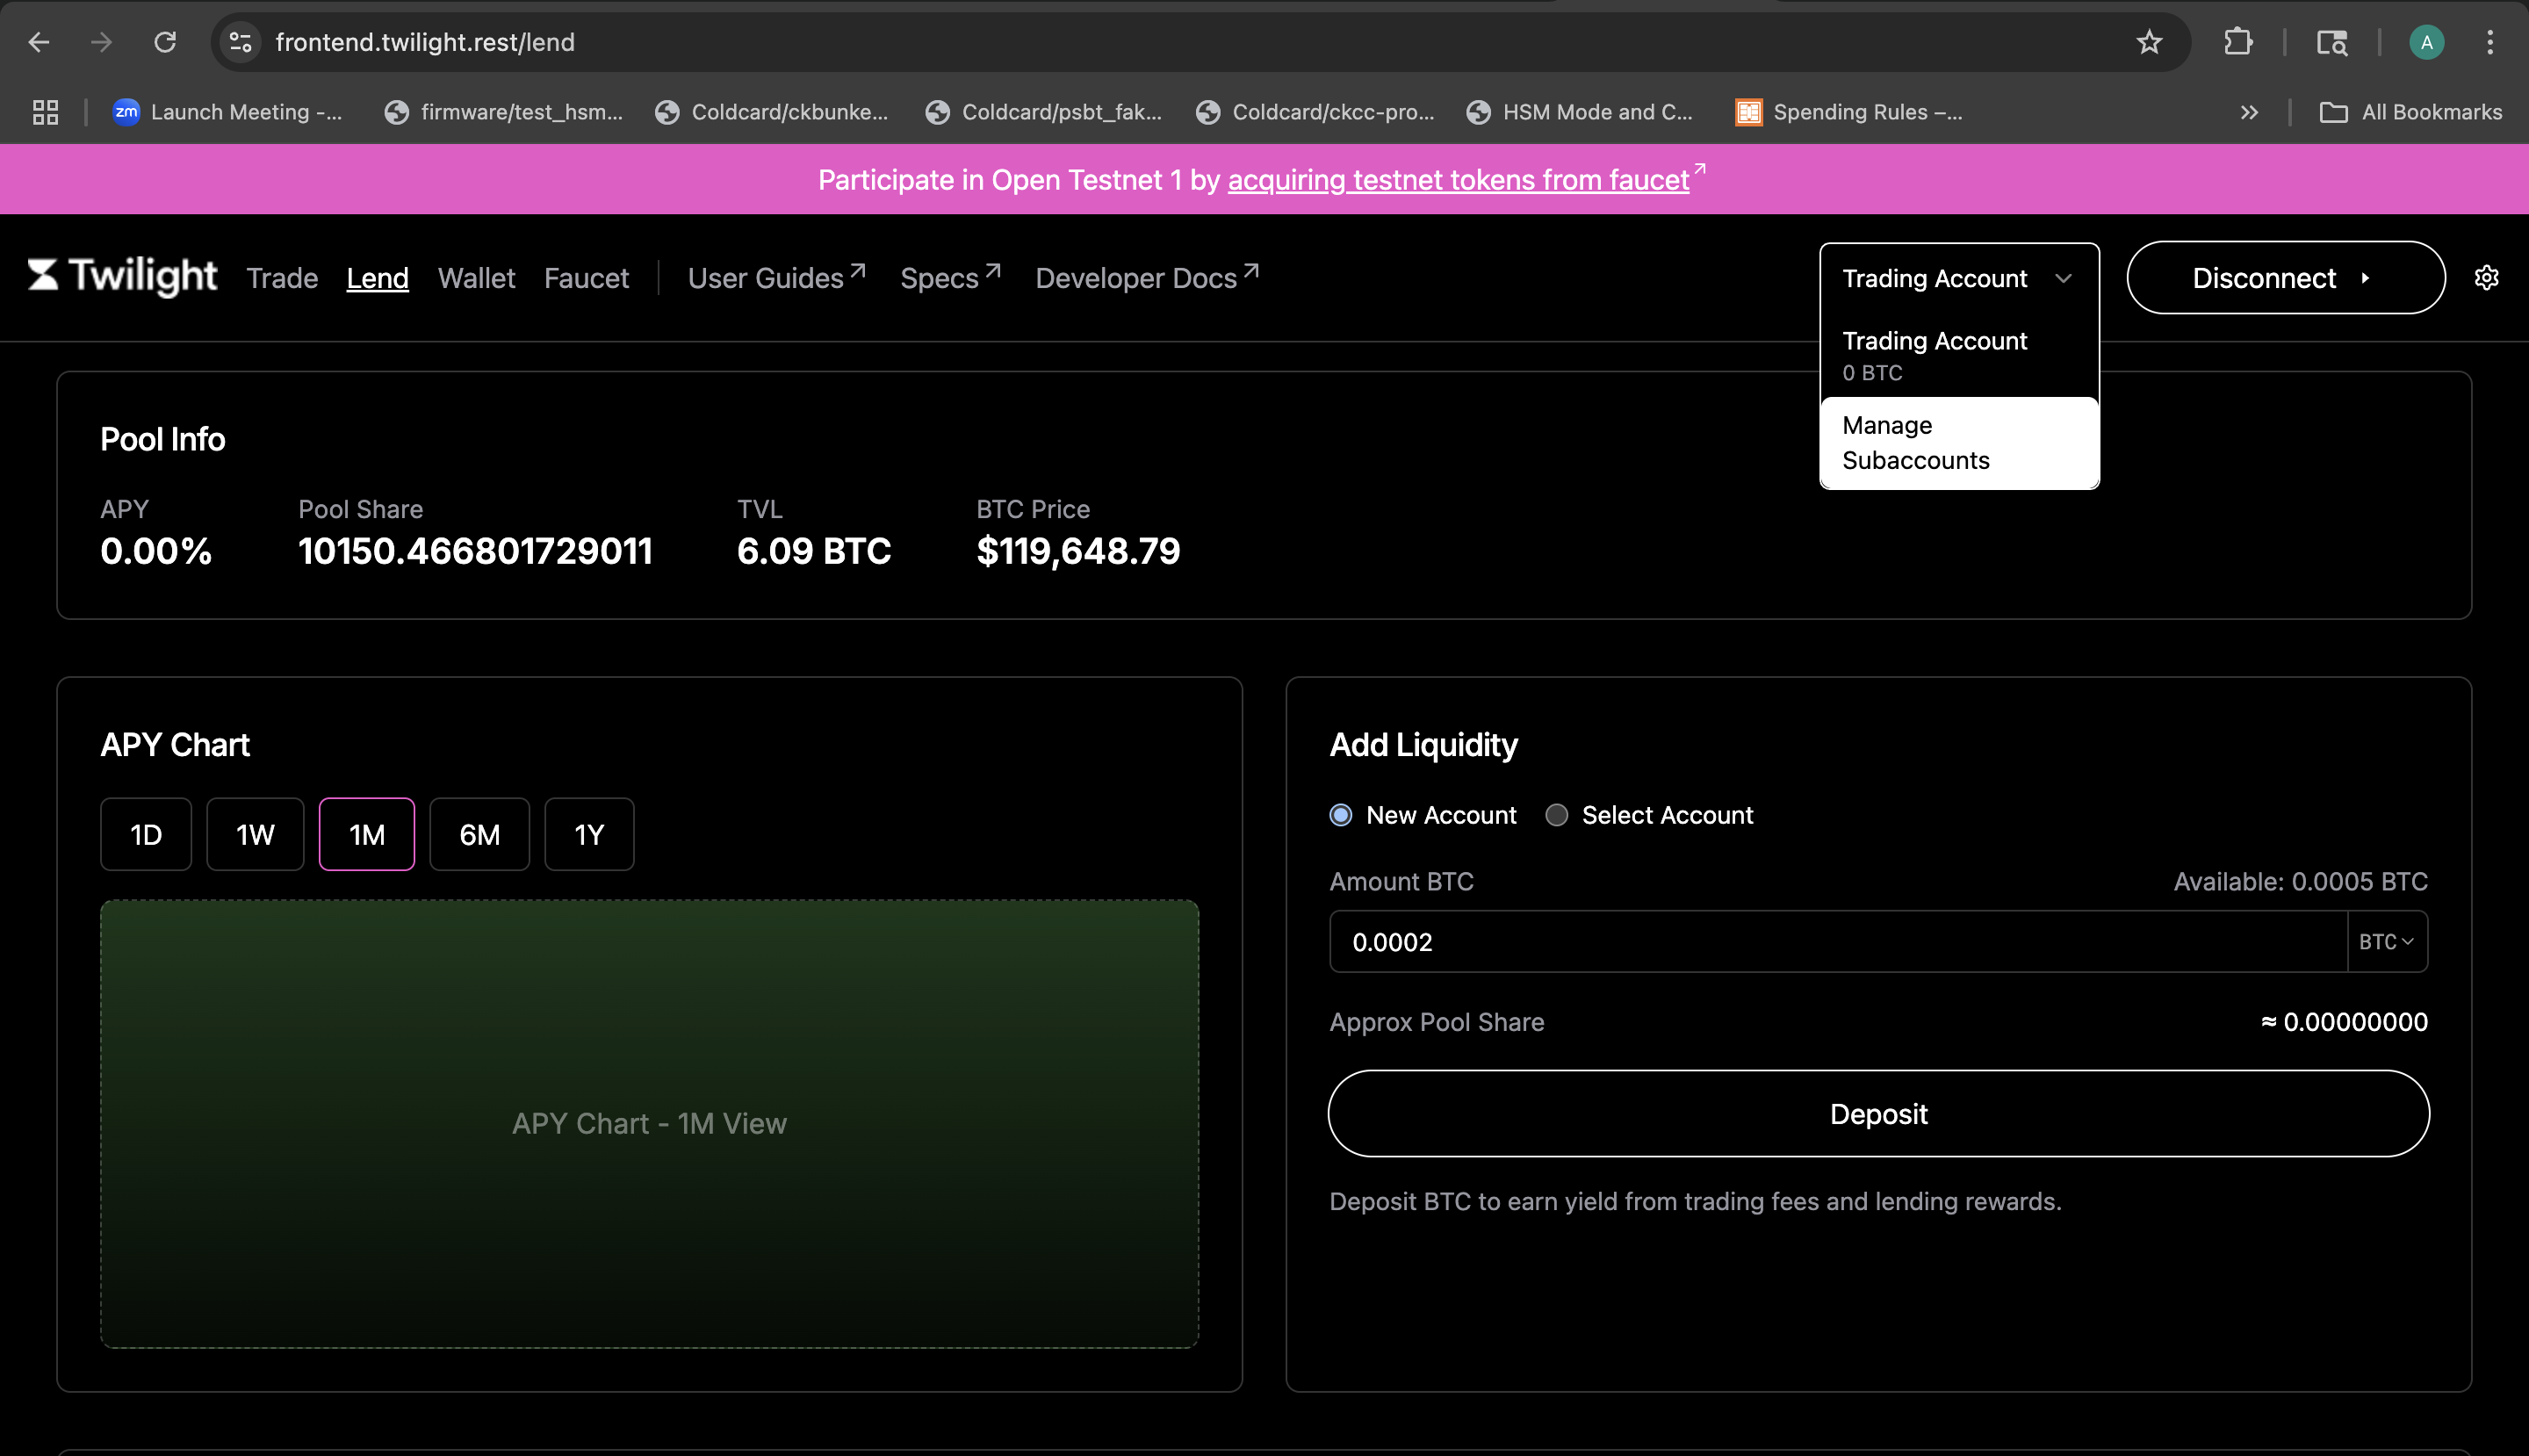 frontend.twilight.rest/lend
A
zm Launch Meeting -... firmware/test_hsm... Coldcard/ckbunke... Coldcard/psbt_fak... Coldcard/ckcc-pro... HSM Mode and C... Spending Rules –... All Bookmarks
Participate in Open Testnet 1 by acquiring testnet tokens from faucet
Twilight Trade Lend Wallet Faucet User Guides Specs Developer Docs Trading Account Disconnect
Trading Account
0 BTC
Manage
Subaccounts
Pool Info
APY Pool Share TVL BTC Price
0.00% 10150.466801729011 6.09 BTC $119,648.79
APY Chart
1D 1W 1M 6M 1Y
APY Chart - 1M View
Add Liquidity
New Account Select Account
Amount BTC Available: 0.0005 BTC
0.0002 BTC
Approx Pool Share ≈ 0.00000000
Deposit
Deposit BTC to earn yield from trading fees and lending rewards.